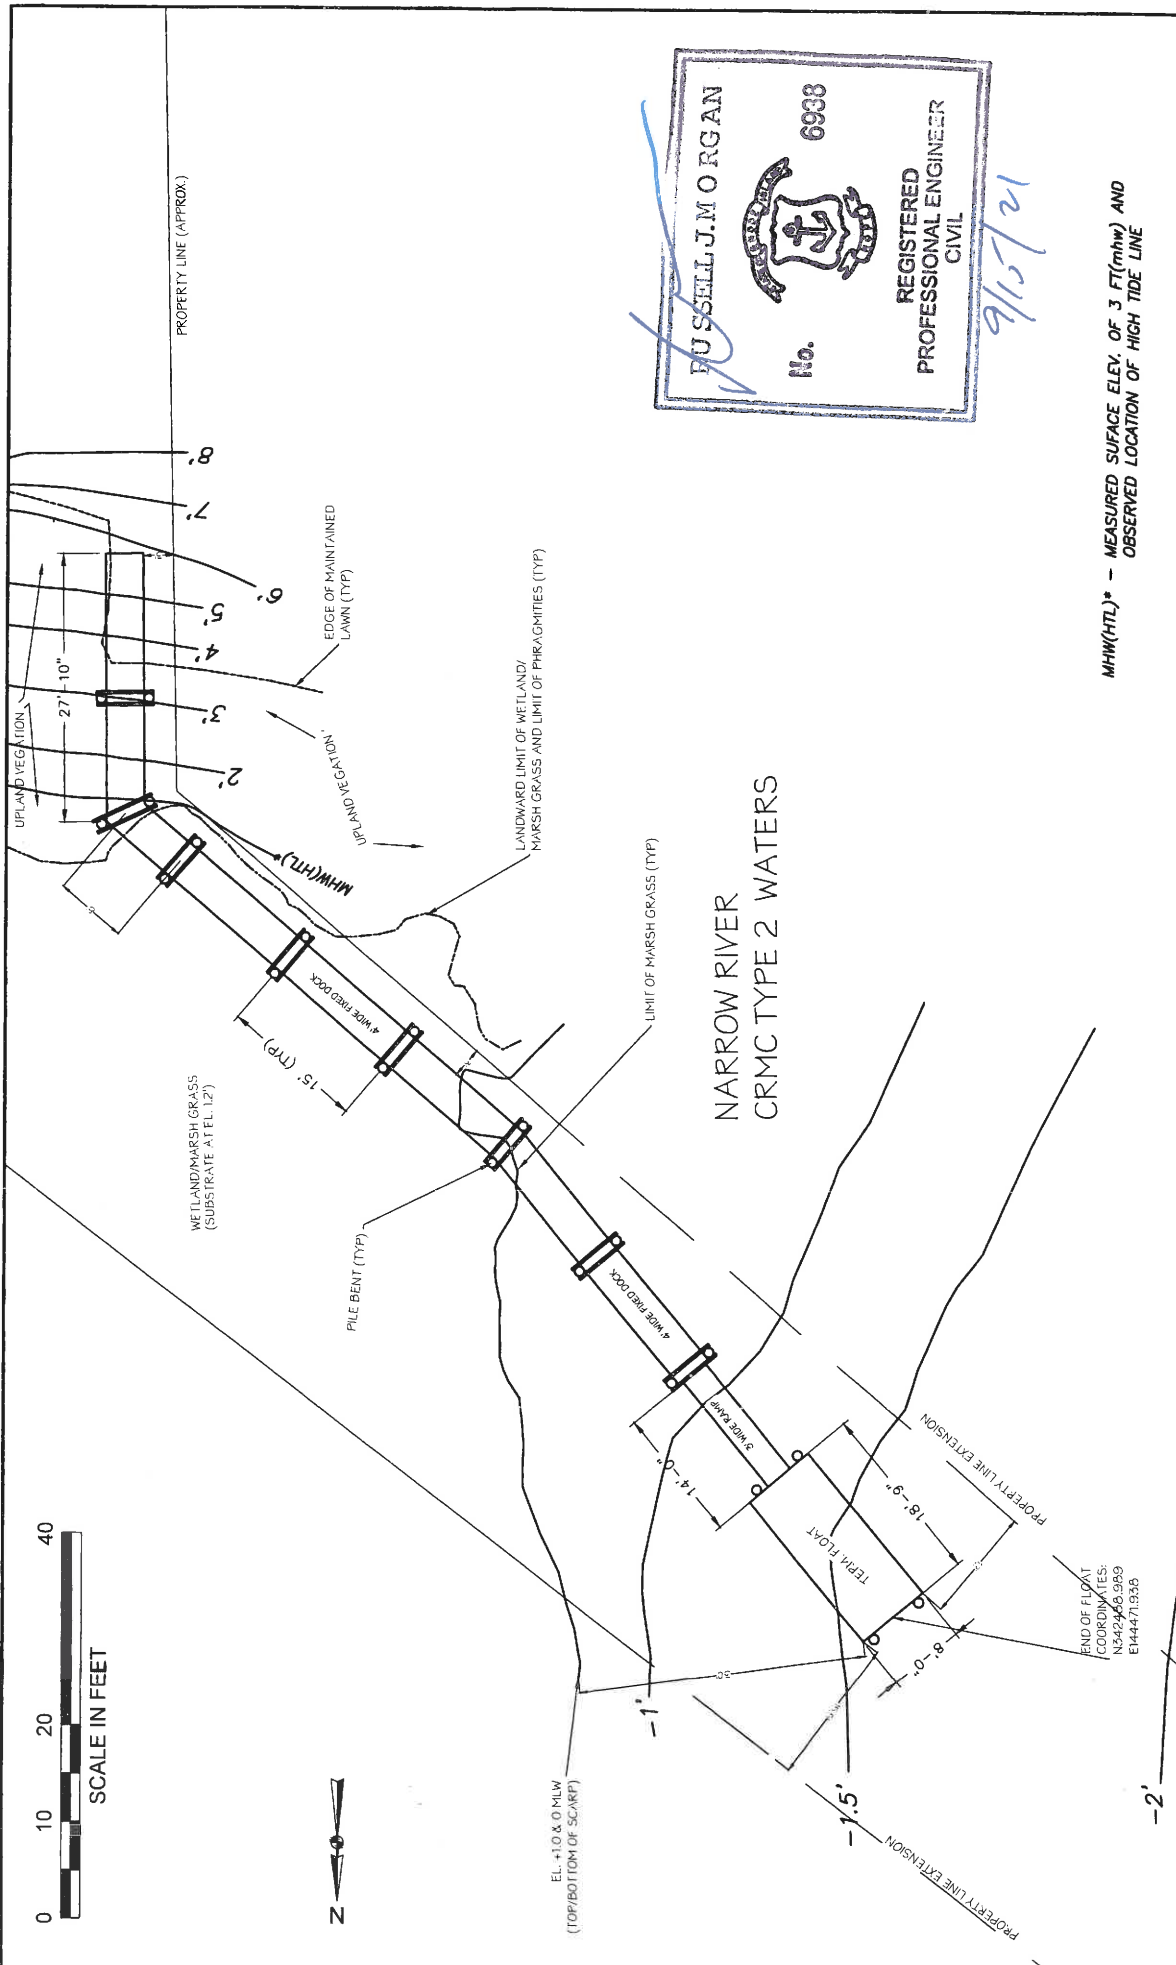 0 10 20 40
SCALE IN FEET
N
UPLAND VEGATION
27'-10"
PROPERTY LINE (APPROX.)
8'
7'
6'
5'
4'
3'
2'
EDGE OF MAINTAINED
LAWN (TYP)
UPLAND VEGATION
MHW(HTL)*
LANDWARD LIMIT OF WETLAND/
MARSH GRASS AND LIMIT OF PHRAGMITIES (TYP)
LIMIT OF MARSH GRASS (TYP)
WETLAND/MARSH GRASS
(SUBSTRATE AT EL. 1.2')
15' (TYP)
4' WIDE FIXED DOCK
PILE BENT (TYP)
4' WIDE FIXED DOCK
3' WIDE RAMP
14'-0"
TERM. FLOAT
18'-9"
8'-0"
30'
PROPERTY LINE EXTENSION
PROPERTY LINE EXTENSION
EL. +1.0 & 0 MLW
(TOP/BOTTOM OF SCARP)
-1'
-1.5'
-2'
END OF FLOAT
COORDINATES:
E144471.938
NARROW RIVER
CRMC TYPE 2 WATERS
RUSSELL J. MORGAN
No. 6938
REGISTERED
PROFESSIONAL ENGINEER
CIVIL
9/15/21
MHW(HTL)* - MEASURED SUFACE ELEV. OF 3 FT(mhw) AND
OBSERVED LOCATION OF HIGH TIDE LINE